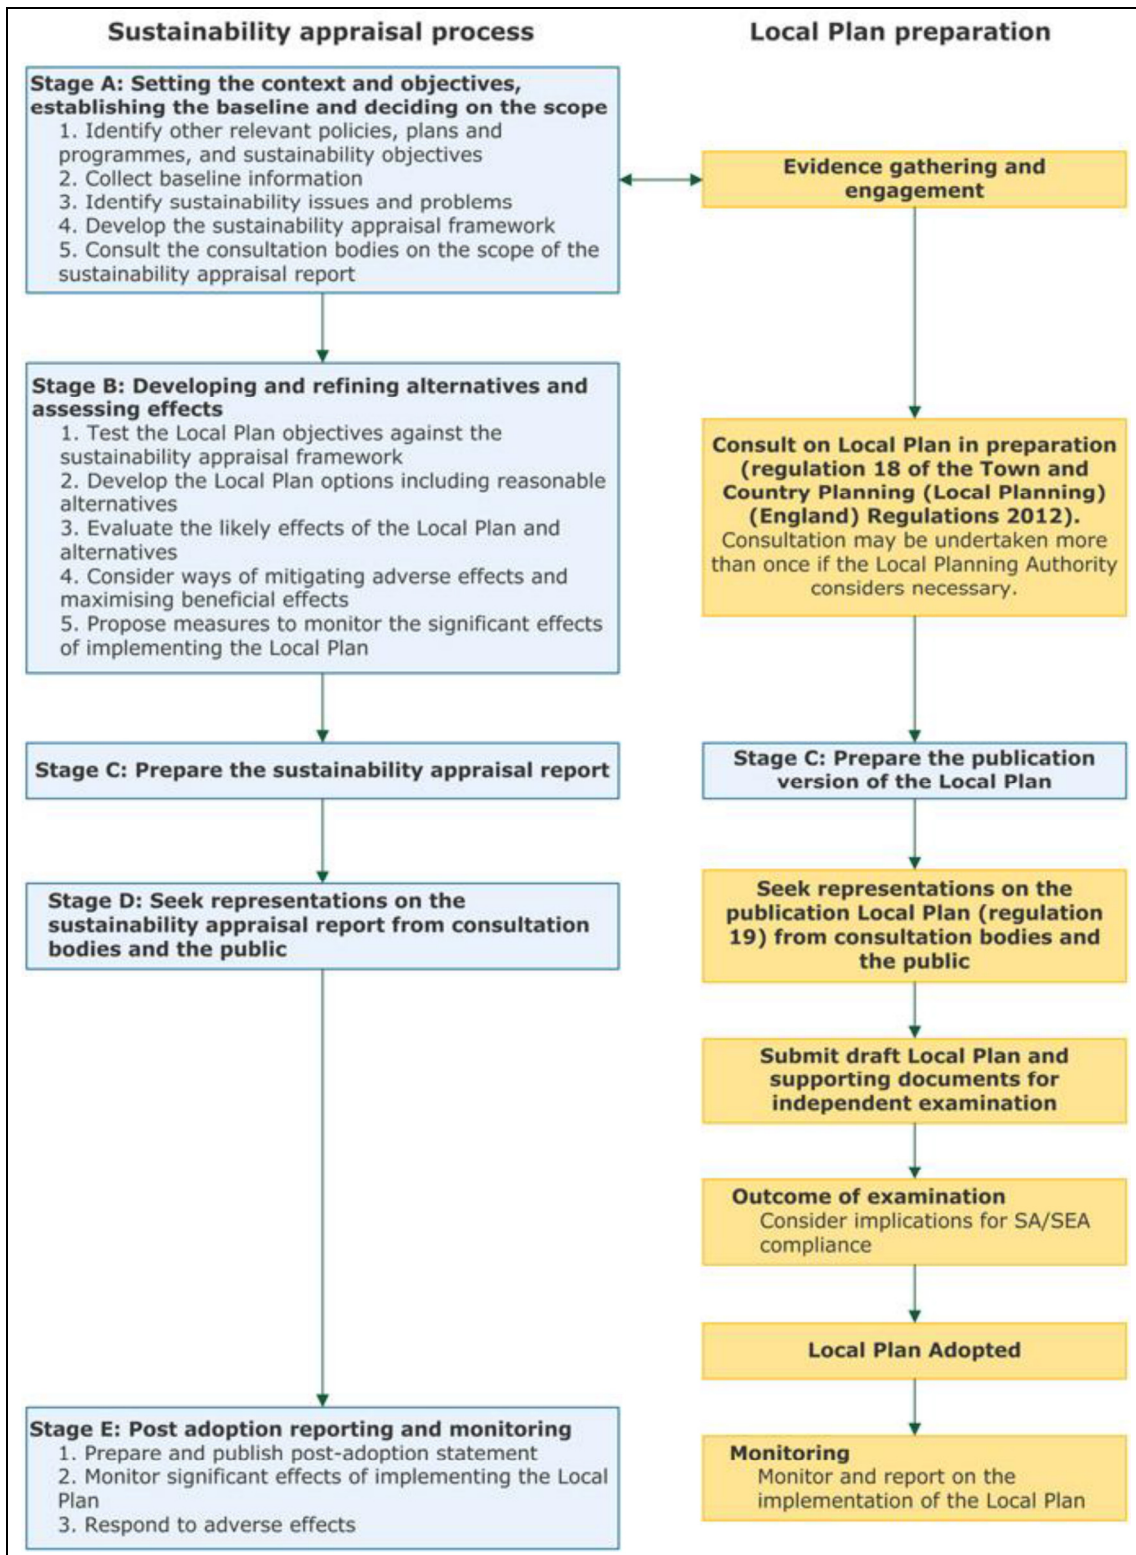 Sustainability appraisal process
Local Plan preparation
Stage A: Setting the context and objectives,
establishing the baseline and deciding on the scope
1. Identify other relevant policies, plans and
programmes, and sustainability objectives
2. Collect baseline information
3. Identify sustainability issues and problems
4. Develop the sustainability appraisal framework
5. Consult the consultation bodies on the scope of the
sustainability appraisal report
Evidence gathering and
engagement
Stage B: Developing and refining alternatives and
assessing effects
1. Test the Local Plan objectives against the
sustainability appraisal framework
2. Develop the Local Plan options including reasonable
alternatives
3. Evaluate the likely effects of the Local Plan and
alternatives
4. Consider ways of mitigating adverse effects and
maximising beneficial effects
5. Propose measures to monitor the significant effects
of implementing the Local Plan
Consult on Local Plan in preparation
(regulation 18 of the Town and
Country Planning (Local Planning)
(England) Regulations 2012).
Consultation may be undertaken more
than once if the Local Planning Authority
considers necessary.
Stage C: Prepare the sustainability appraisal report
Stage C: Prepare the publication
version of the Local Plan
Stage D: Seek representations on the
sustainability appraisal report from consultation
bodies and the public
Seek representations on the
publication Local Plan (regulation
19) from consultation bodies and
the public
Submit draft Local Plan and
supporting documents for
independent examination
Outcome of examination
Consider implications for SA/SEA
compliance
Local Plan Adopted
Stage E: Post adoption reporting and monitoring
1. Prepare and publish post-adoption statement
2. Monitor significant effects of implementing the Local
Plan
3. Respond to adverse effects
Monitoring
Monitor and report on the
implementation of the Local Plan